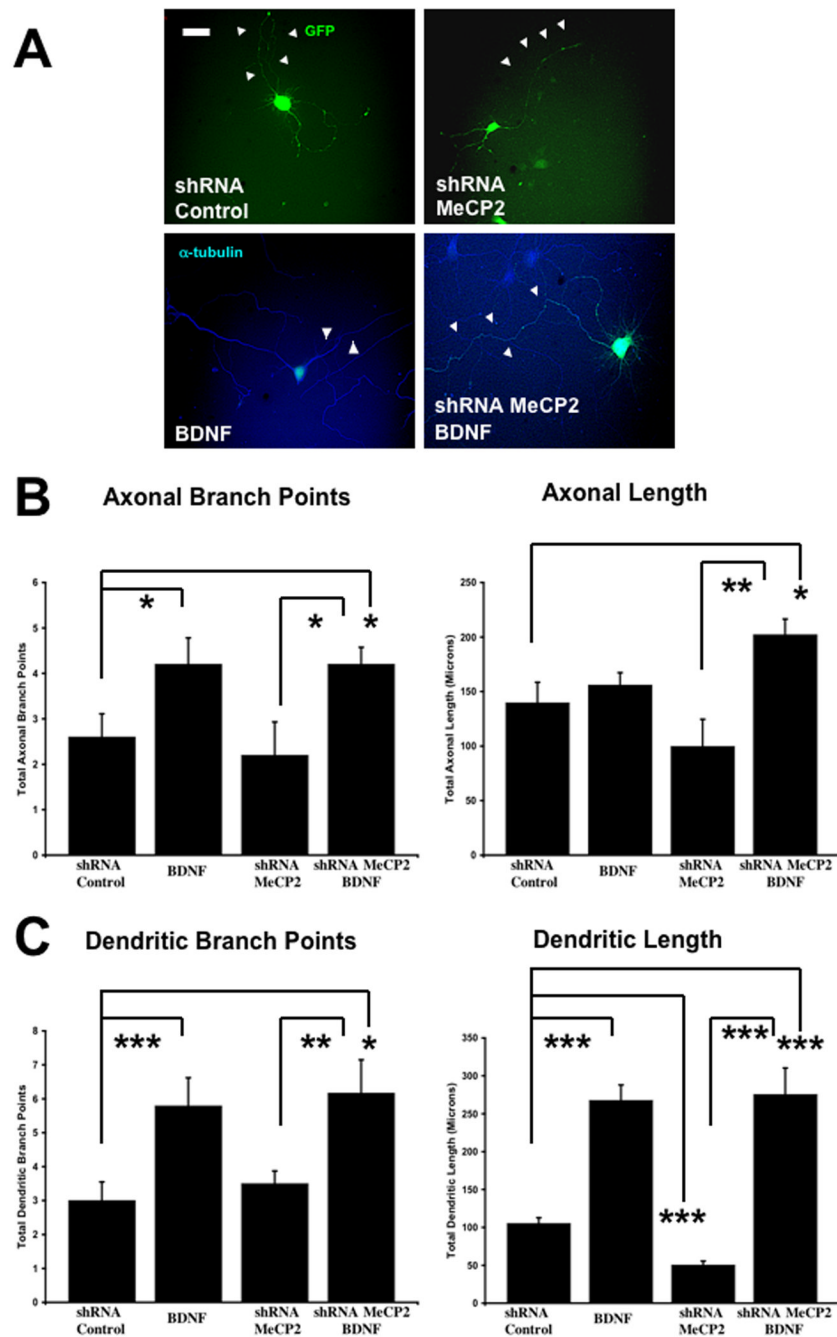 A
GFP
shRNA
Control
shRNA
MeCP2
α-tubulin
BDNF
shRNA MeCP2
BDNF
B
Axonal Branch Points
Total Axonal Branch Points
6
5
4
3
2
1
0
*
*
*
shRNA
Control
BDNF
shRNA
MeCP2
shRNA MeCP2
BDNF
Axonal Length
Total Axonal Length (Microns)
250
200
150
100
50
0
**
*
shRNA
Control
BDNF
shRNA
MeCP2
shRNA MeCP2
BDNF
C
Dendritic Branch Points
Total Dendritic Branch Points
8
7
6
5
4
3
2
1
0
***
**
*
shRNA
Control
BDNF
shRNA
MeCP2
shRNA MeCP2
BDNF
Dendritic Length
Total Dendritic Length (Microns)
350
300
250
200
150
100
50
0
***
***
***
***
shRNA
Control
BDNF
shRNA
MeCP2
shRNA MeCP2
BDNF